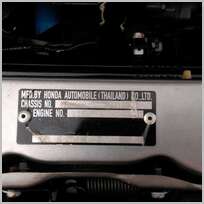 MFD.BY HONDA AUTOMOBILE (THAILAND) CO.,LTD.
CHASSIS NO.
ENGINE NO.